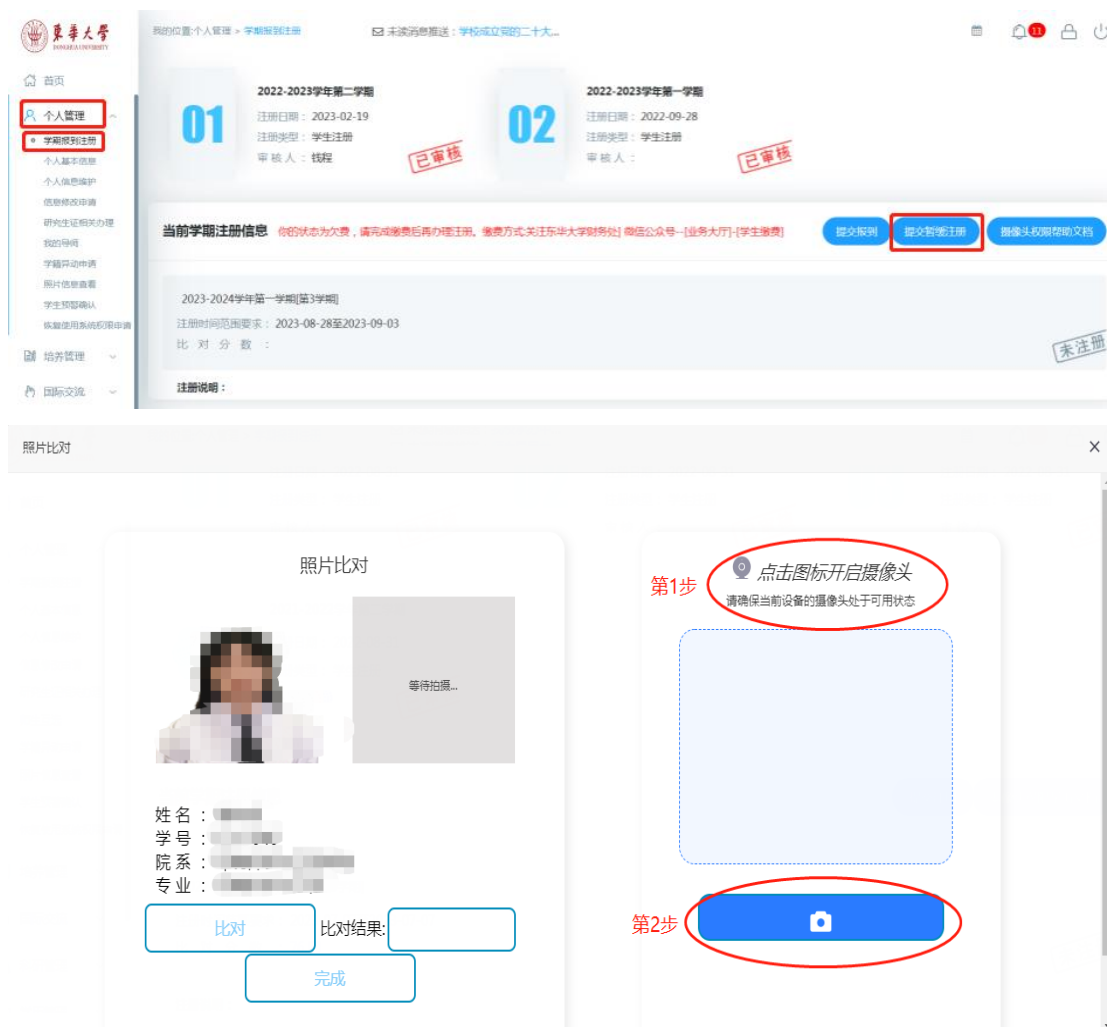 東華大學
DONGHUA UNIVERSITY
我的位置:个人管理 > 学期报到注册
未读消息推送：学校成立党的二十大...
11
首页
个人管理
学期报到注册
个人基本信息
个人信息维护
信息修改申请
研究生证相关办理
我的导师
学籍异动申请
照片信息查看
学生预警确认
恢复使用系统权限申请
培养管理
国际交流
01
2022-2023学年第二学期
注册日期： 2023-02-19
注册类型： 学生注册
审 核 人 ： 钱程
已审核
02
2022-2023学年第一学期
注册日期： 2022-09-28
注册类型： 学生注册
审 核 人 ：
已审核
当前学期注册信息 你的状态为欠费，请完成缴费后再办理注册。缴费方式:关注东华大学财务处] 微信公众号--[业务大厅]-[学生缴费]
提交报到
提交暂缓注册
摄像头权限帮助文档
2023-2024学年第一学期[第3学期]
注册时间范围要求： 2023-08-28至2023-09-03
比 对 分 数 ：
未注册
注册说明：
照片比对
照片比对
等待拍摄...
姓 名 ：
学 号 ：
院 系 ：
专 业 ：
比对
比对结果:
完成
第1步
点击图标开启摄像头
请确保当前设备的摄像头处于可用状态
第2步